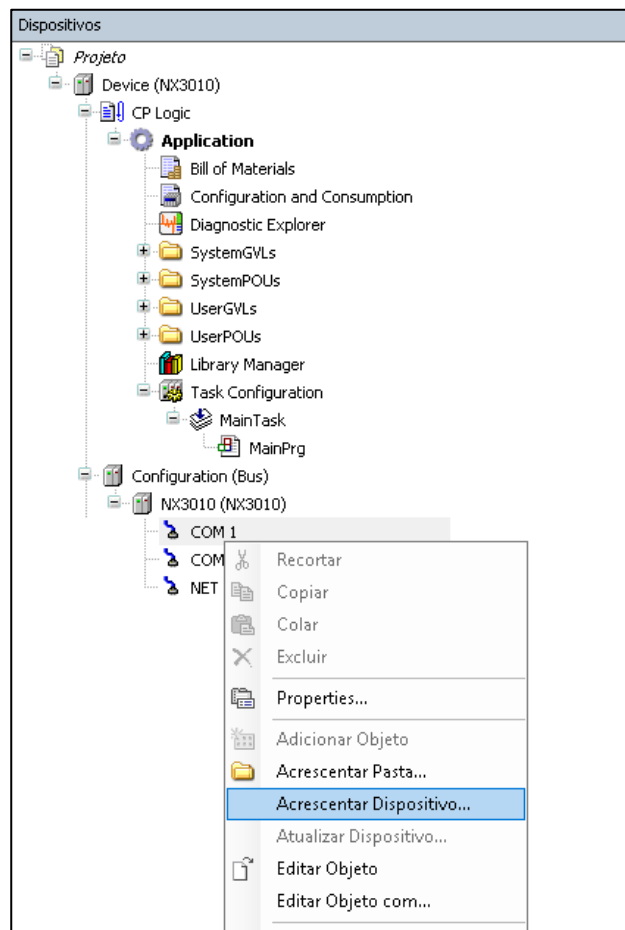 Dispositivos
Projeto
Device (NX3010)
CP Logic
Application
Bill of Materials
Configuration and Consumption
Diagnostic Explorer
SystemGVLs
SystemPOUs
UserGVLs
UserPOUs
Library Manager
Task Configuration
MainTask
MainPrg
Configuration (Bus)
NX3010 (NX3010)
COM 1
COM
NET
Recortar
Copiar
Colar
Excluir
Properties...
Adicionar Objeto
Acrescentar Pasta...
Acrescentar Dispositivo...
Atualizar Dispositivo...
Editar Objeto
Editar Objeto com...